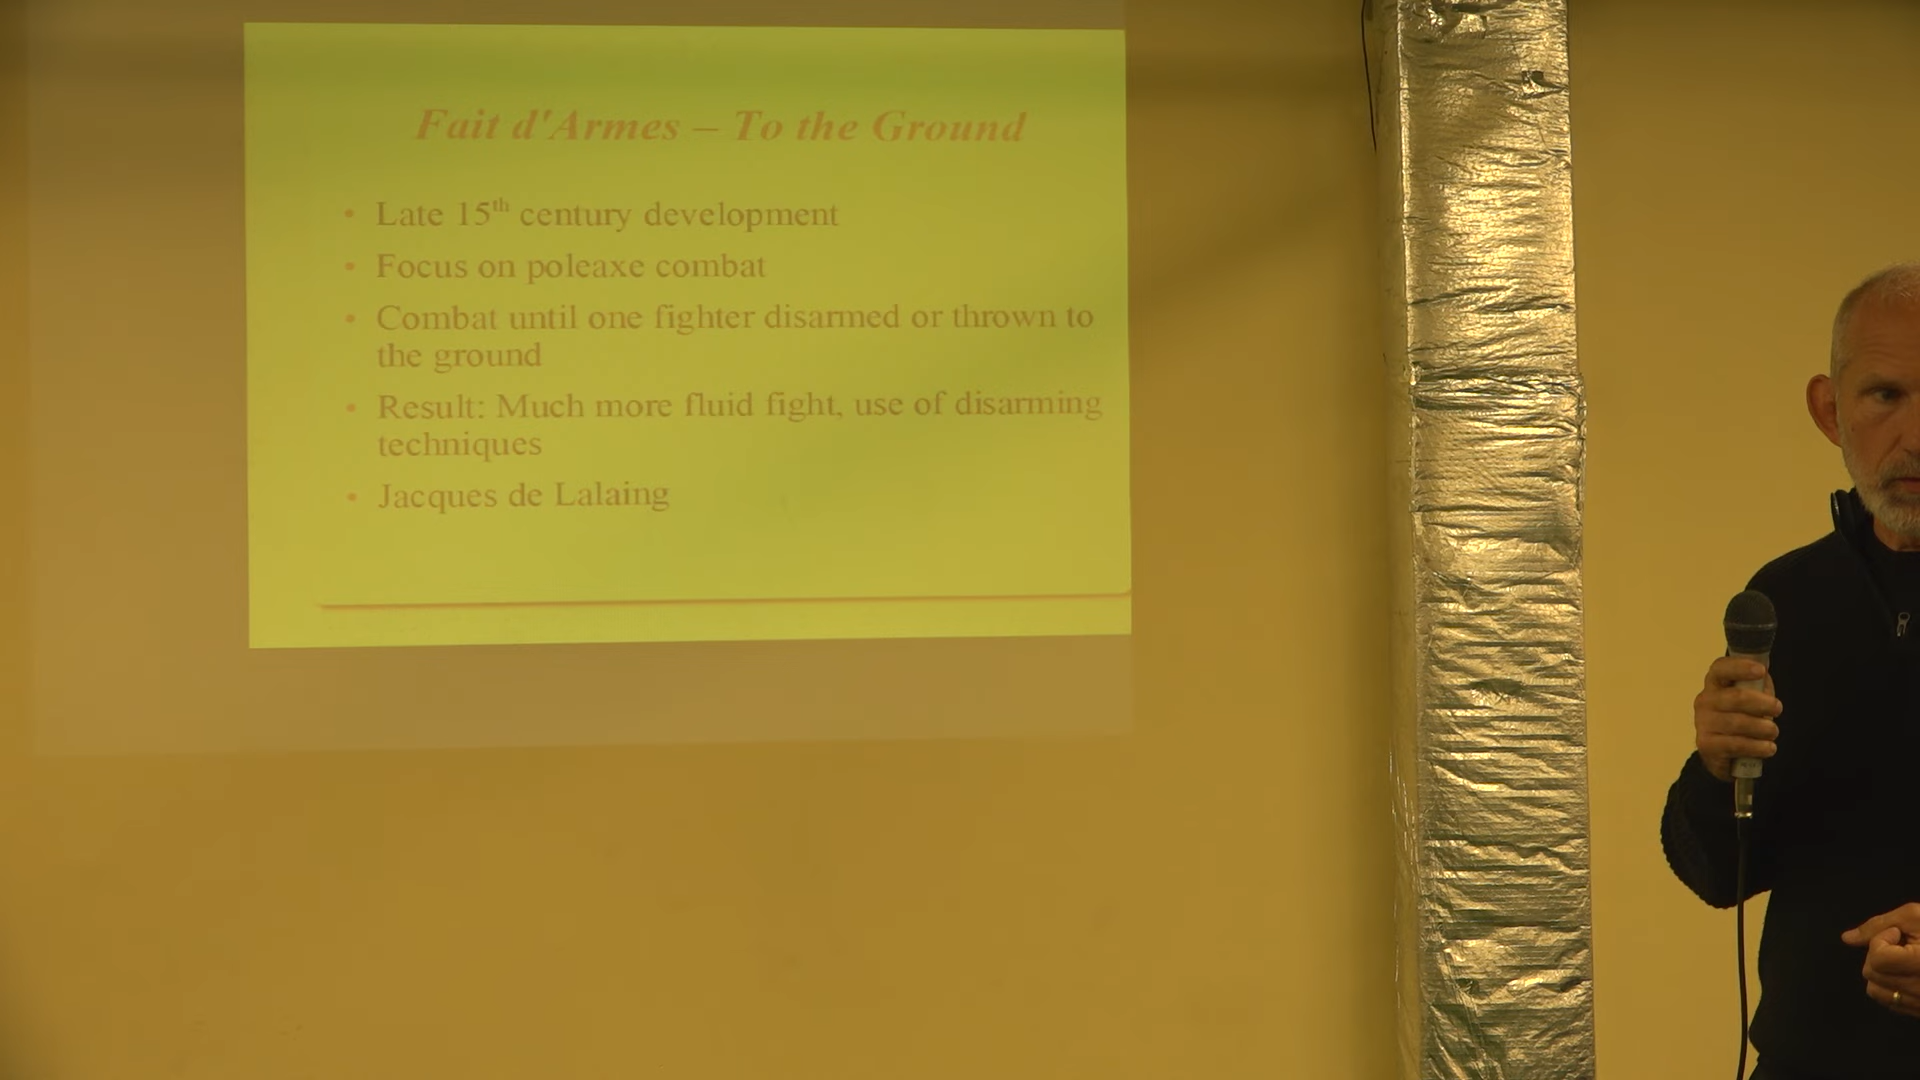 Fait d'Armes – To the Ground
• Late 15th century development
• Focus on poleaxe combat
• Combat until one fighter disarmed or thrown to
the ground
• Result: Much more fluid fight, use of disarming
techniques
• Jacques de Lalaing